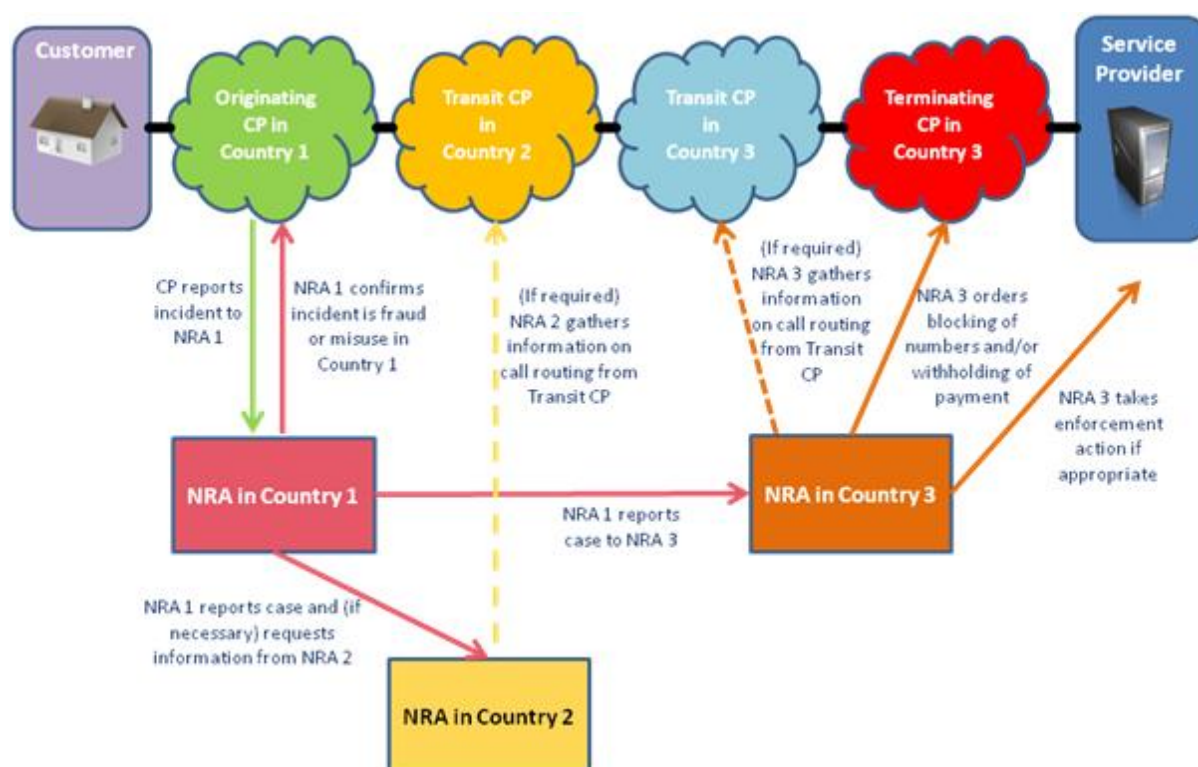 Customer
Originating
CP in
Country 1
Transit CP
in
Country 2
Transit CP
in
Country 3
Terminating
CP in
Country 3
Service
Provider
CP reports
incident to
NRA 1
NRA 1 confirms
incident is fraud
or misuse in
Country 1
(If required)
NRA 2 gathers
information on
call routing from
Transit CP
(If required)
NRA 3 gathers
information
on call routing
from Transit
CP
NRA 3 orders
blocking of
numbers and/or
withholding of
payment
NRA 3 takes
enforcement
action if
appropriate
NRA in Country 1
NRA 1 reports
case to NRA 3
NRA in Country 3
NRA 1 reports case and (if
necessary) requests
information from NRA 2
NRA in Country 2